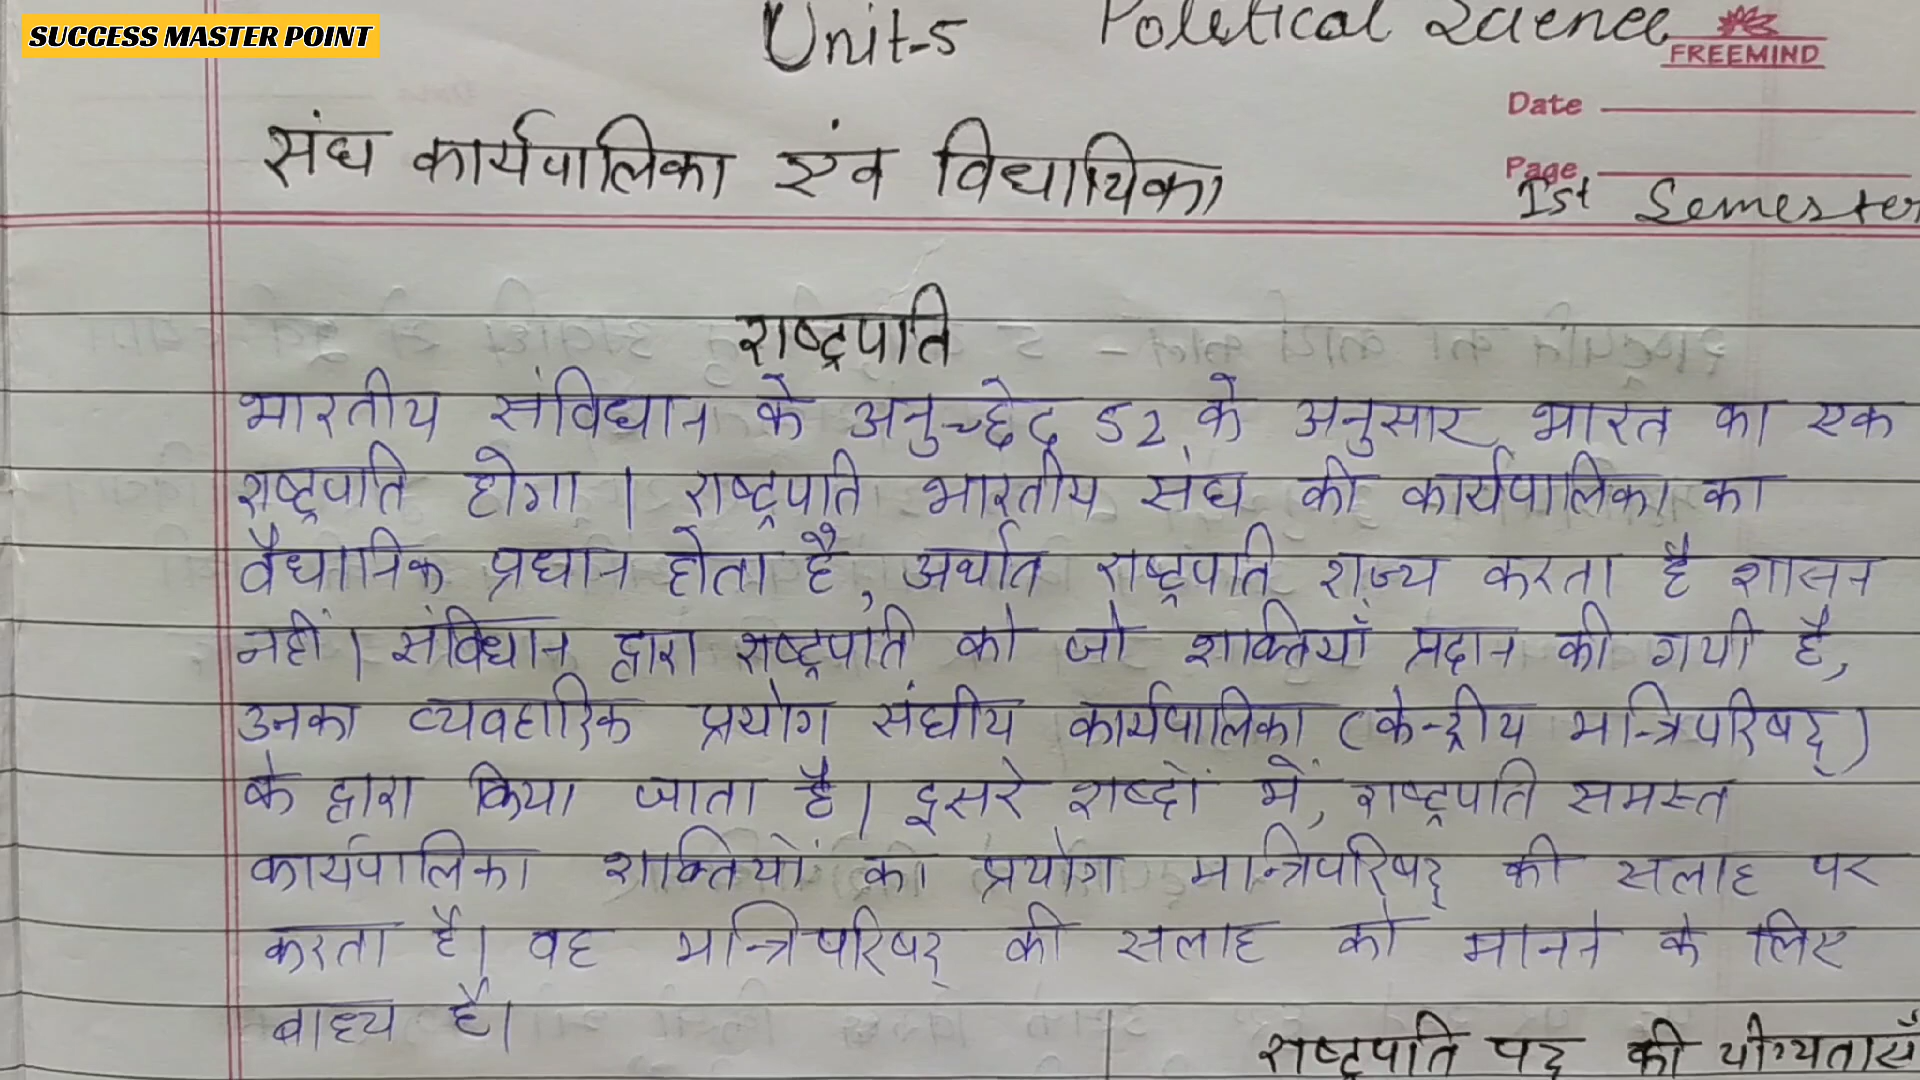 SUCCESS MASTER POINT
Unit-5 Political Science
FREEMIND
Date
Page
Ist Semester
संघ कार्यपालिका एंव विधायिका
राष्ट्रपति
भारतीय संविधान के अनुच्छेद 52 के अनुसार भारत का एक
राष्ट्रपति होगा । राष्ट्रपति भारतीय संघ की कार्यपालिका का
वैधानिक प्रधान होता है, अर्थात राष्ट्रपति राज्य करता है शासन
नहीं । संविधान द्वारा राष्ट्रपति को जो शक्तियाँ प्रदान की गयी है,
उनका व्यवहारिक प्रयोग संघीय कार्यपालिका (केन्द्रीय मन्त्रिपरिषद्)
के द्वारा किया जाता है। दूसरे शब्दों में, राष्ट्रपति समस्त
कार्यपालिका शक्तियों का प्रयोग मन्त्रिपरिषद् की सलाह पर
करता है। वह मन्त्रिपरिषद् की सलाह को मानने के लिए
बाध्य है।
राष्ट्रपति पद की योग्यताएँ